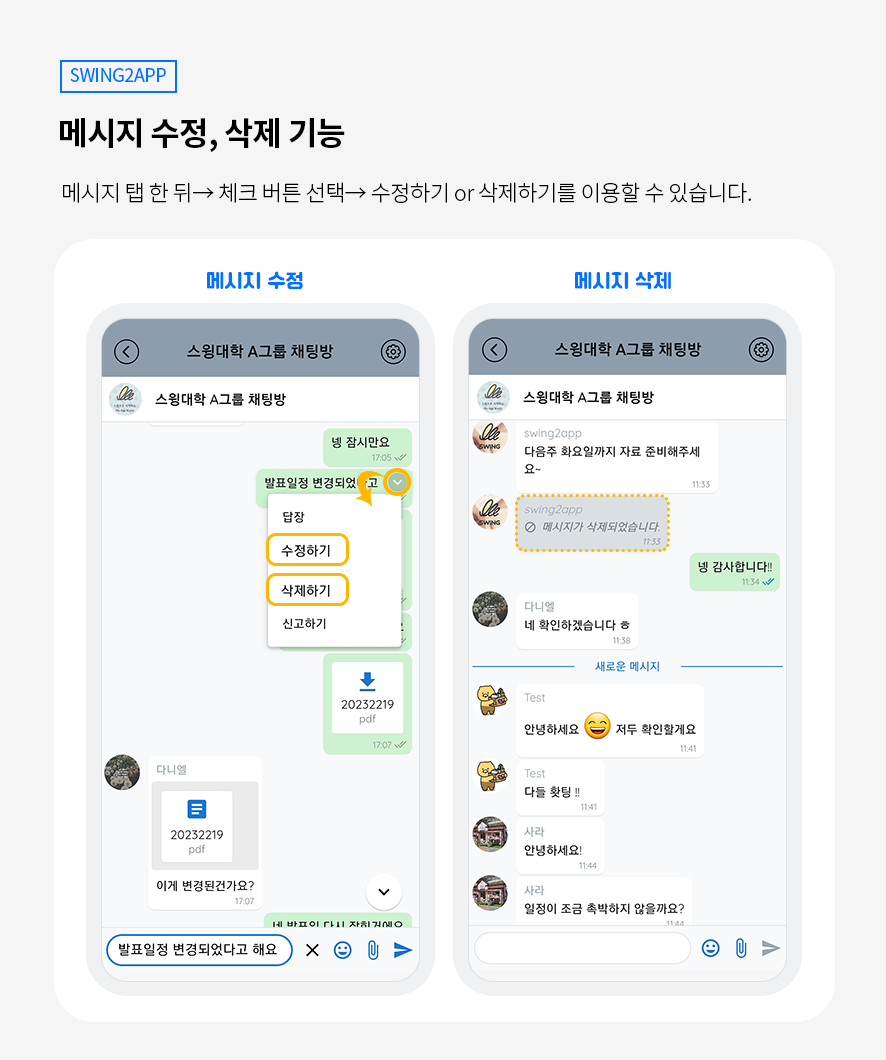 SWING2APP
메시지 수정, 삭제 기능
메시지 탭 한 뒤→ 체크 버튼 선택→ 수정하기 or 삭제하기를 이용할 수 있습니다.
메시지 수정
스윙대학 A그룹 채팅방
스윙대학 A그룹 채팅방
넹 잠시만요
17:05
발표일정 변경되었다고
답장
수정하기
삭제하기
신고하기
20232219
pdf
17:07
다니엘
20232219
pdf
이게 변경된건가요?
17:07
네 발표일 다시 잡힌거에요
발표일정 변경되었다고 해요
메시지 삭제
스윙대학 A그룹 채팅방
스윙대학 A그룹 채팅방
SWING
swing2app
다음주 화요일까지 자료 준비해주세
요~
11:33
SWING
swing2app
메시지가 삭제되었습니다.
11:33
넹 감사합니다!!
11:34
다니엘
네 확인하겠습니다 ㅎ
11:38
새로운 메시지
Test
안녕하세요 😄 저두 확인할게요
11:41
Test
다들 홧팅 !!
11:41
사라
안녕하세요!
11:44
사라
일정이 조금 촉박하지 않을까요?
11:44